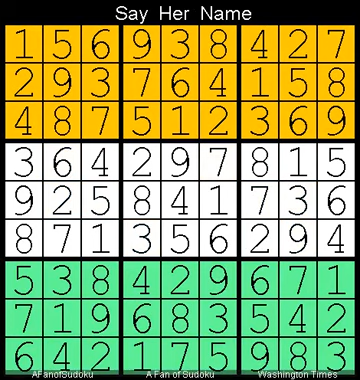 Say Her Name
1 5 6 9 3 8 4 2 7
2 9 3 7 6 4 1 5 8
4 8 7 5 1 2 3 6 9
3 6 4 2 9 7 8 1 5
9 2 5 8 4 1 7 3 6
8 7 1 3 5 6 2 9 4
5 3 8 4 2 9 6 7 1
7 1 9 6 8 3 5 4 2
6 4 2 1 7 5 9 8 3
AFanofSudoku A Fan of Sudoku Washington Times